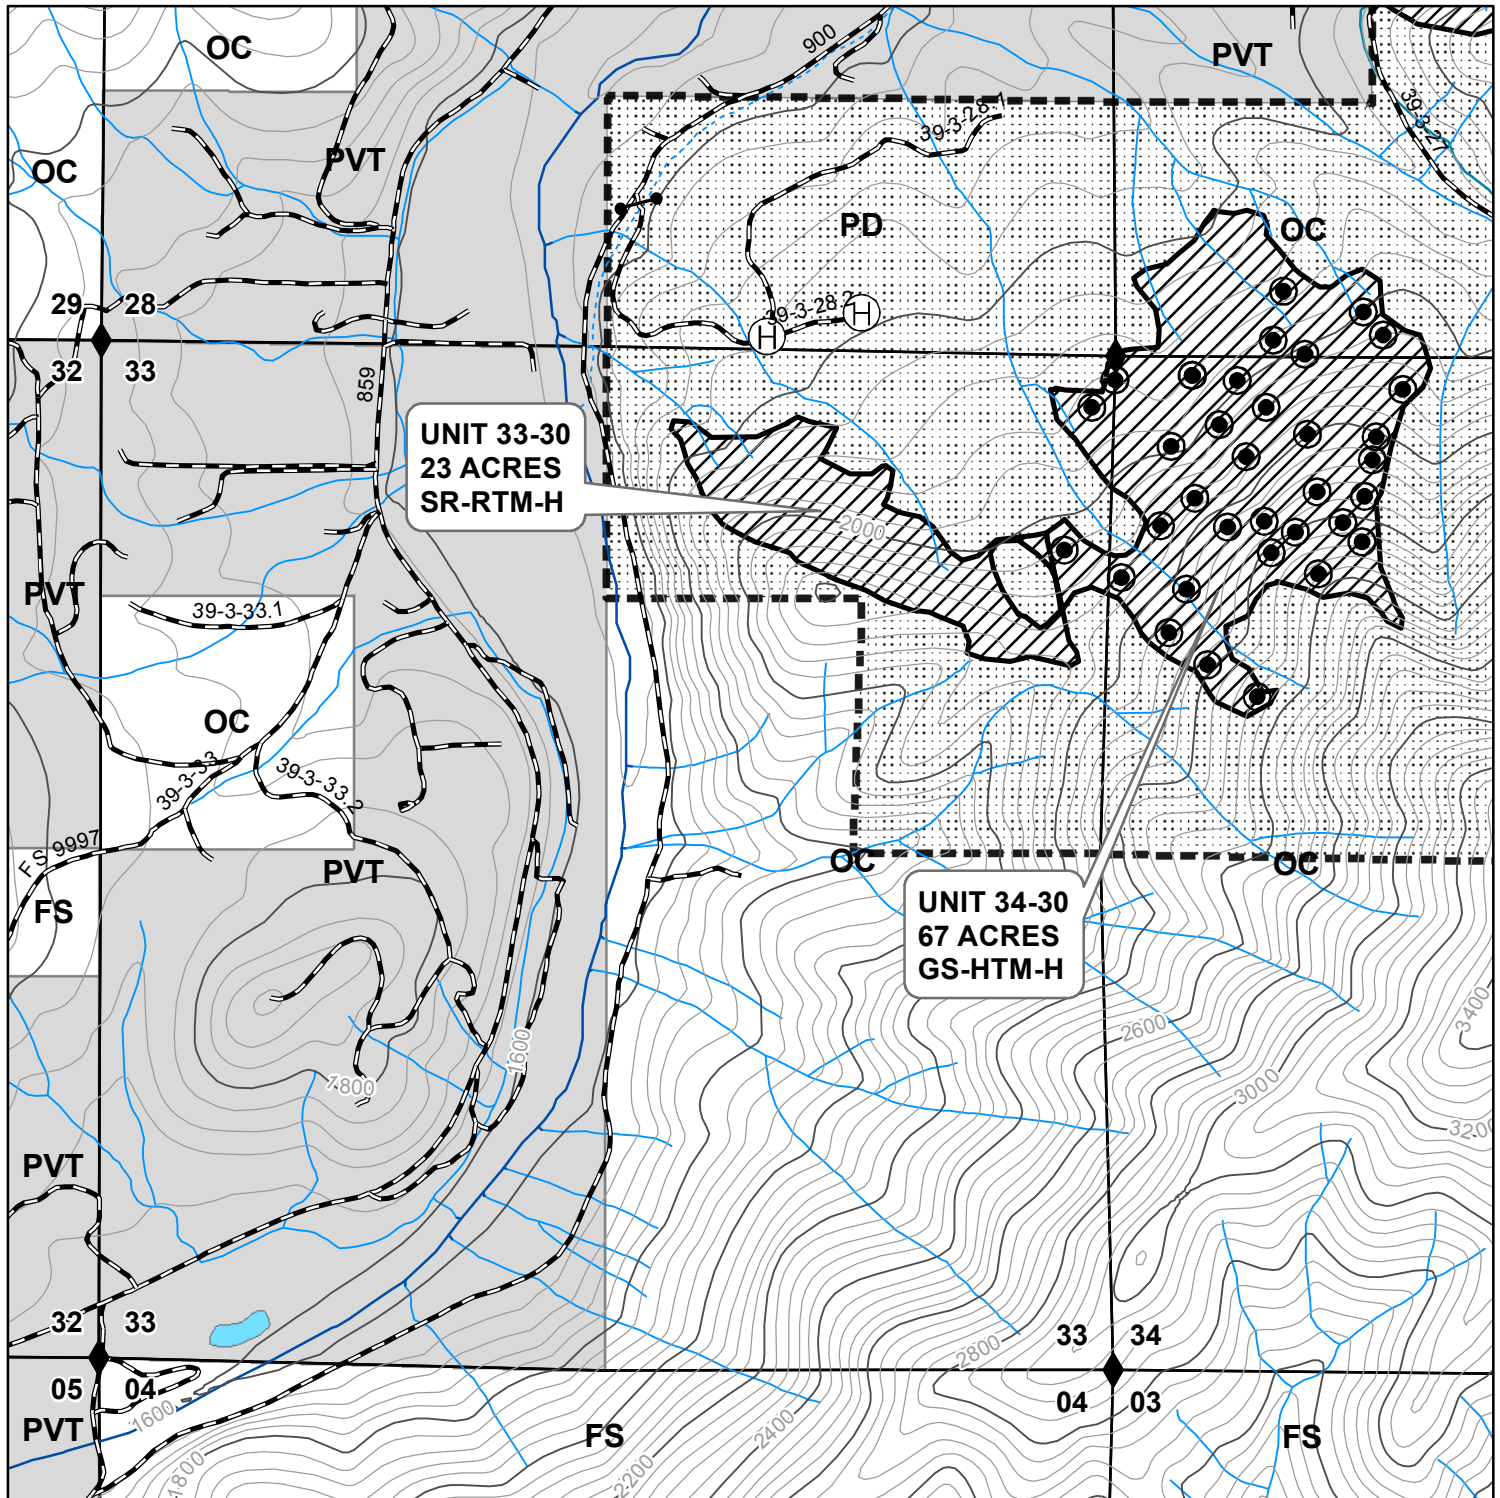 OC
900
PVT
39-3-28.1
39-3-27
PVT
OC
PD
OC
29
28
39-3-28.2
H
H
32
33
859
UNIT 33-30
23 ACRES
SR-RTM-H
2000
PVT
39-3-33.1
OC
39-3-33
39-3-33.2
FS 9997
PVT
OC
OC
FS
UNIT 34-30
67 ACRES
GS-HTM-H
3400
2600
1600
1800
3000
3200
PVT
32
33
33
34
2800
05
04
04
03
1600
PVT
FS
2400
FS
1800
2200